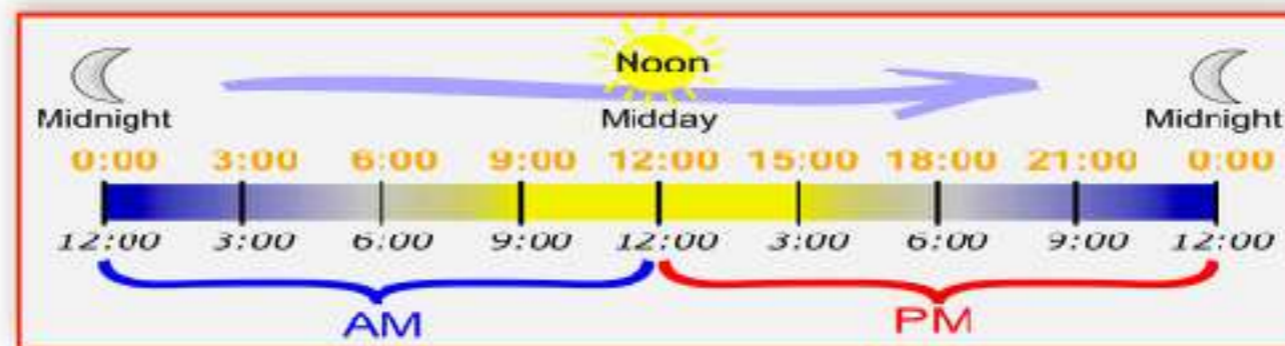 Noon
Midnight Midday Midnight
0:00 3:00 6:00 9:00 12:00 15:00 18:00 21:00 0:00
12:00 3:00 6:00 9:00 12:00 3:00 6:00 9:00 12:00
AM PM